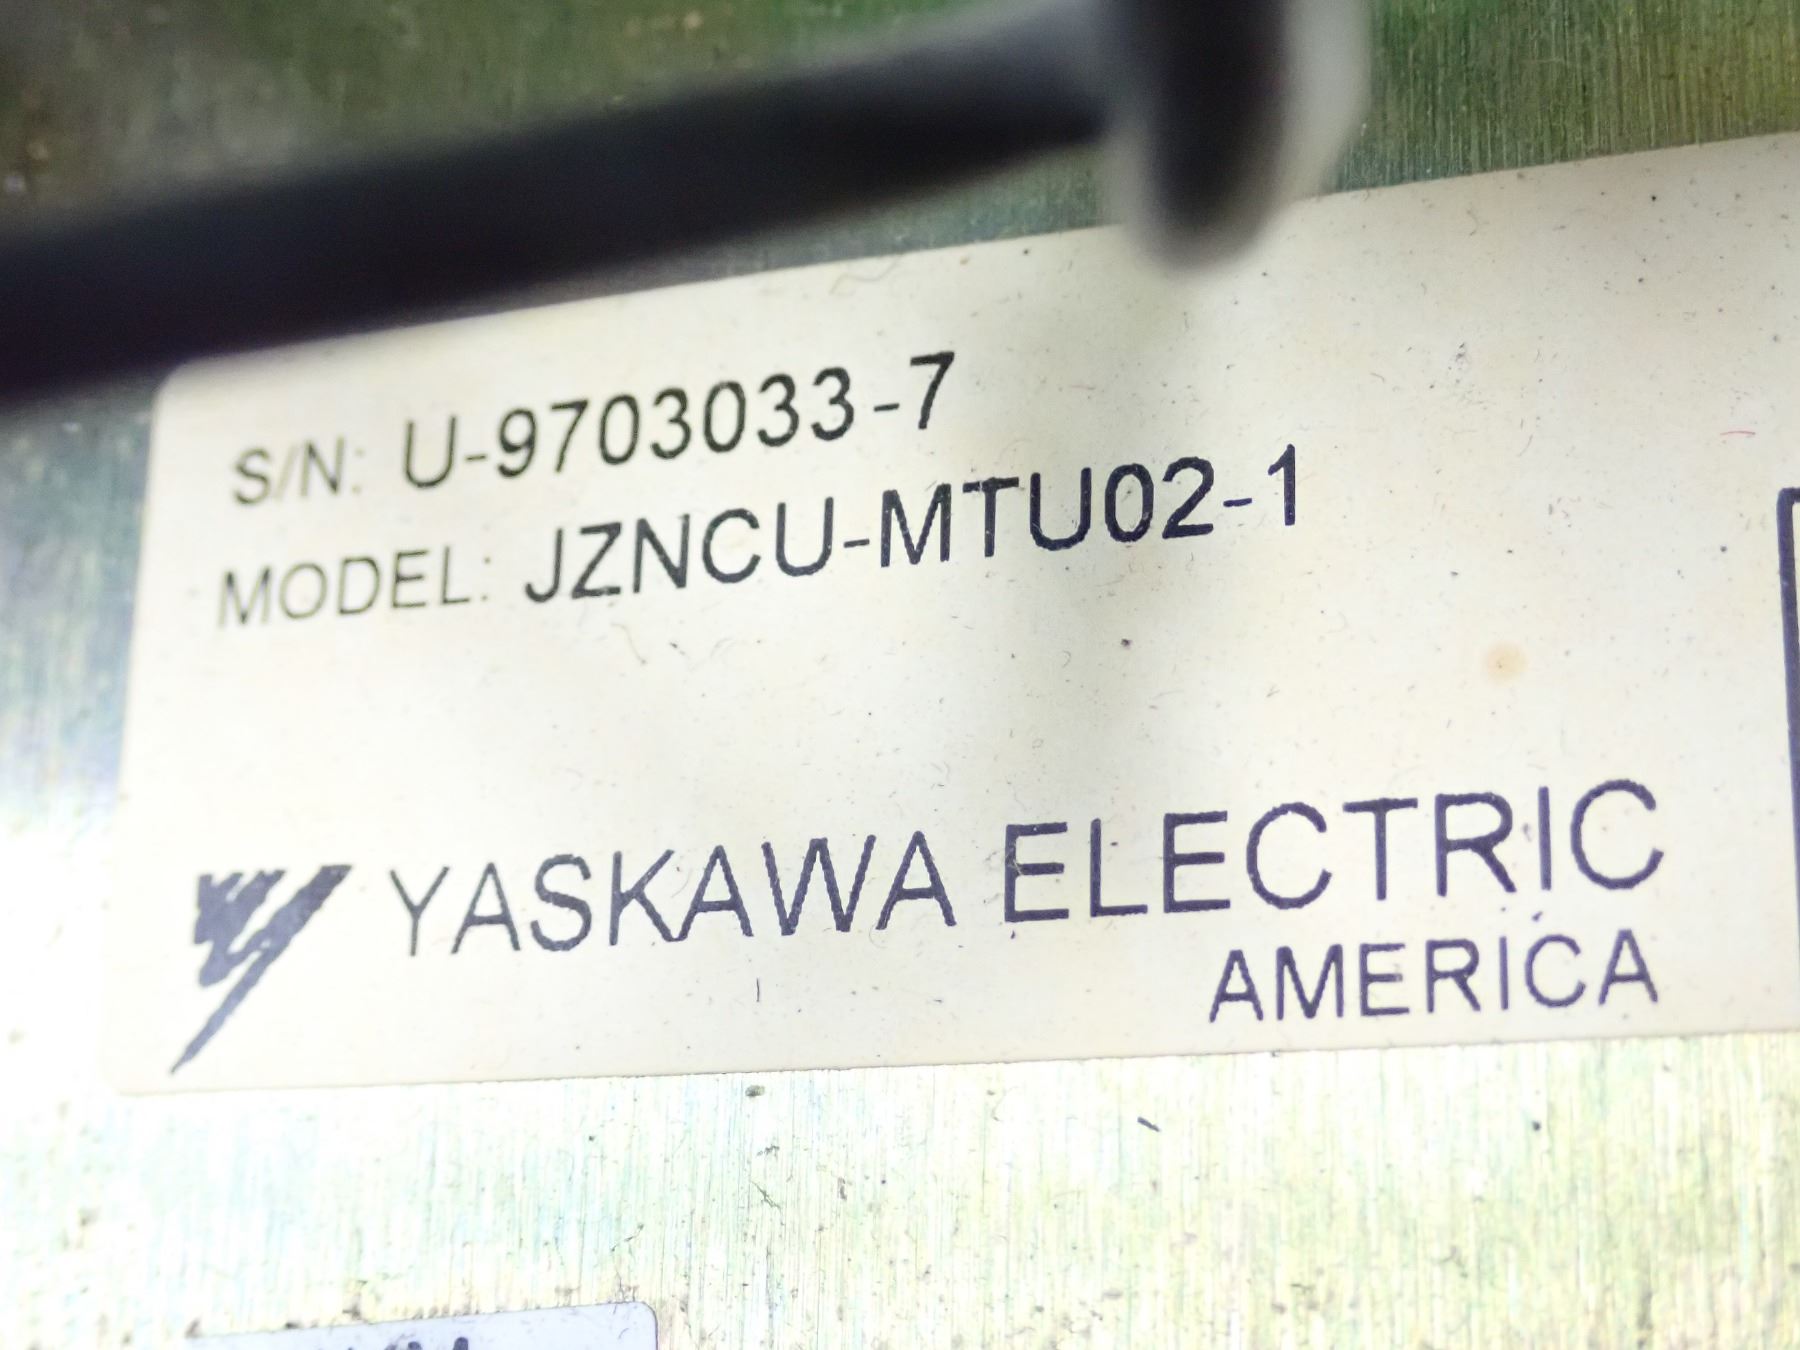 S/N: U-9703033-7
MODEL: JZNCU-MTU02-1
YASKAWA ELECTRIC
AMERICA